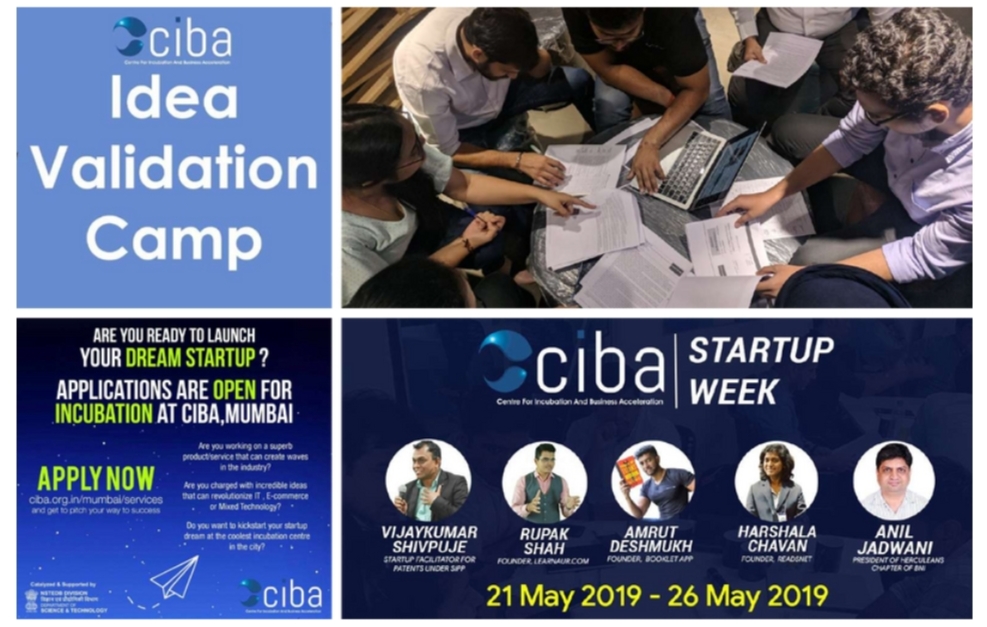 ciba
Centre For Incubation And Business Acceleration
Idea
Validation
Camp
ARE YOU READY TO LAUNCH
YOUR DREAM STARTUP ?
APPLICATIONS ARE OPEN FOR
INCUBATION AT CIBA,MUMBAI
Are you working on a superb
product/service that can create waves
in the industry?
APPLY NOW
ciba.org.in/mumbai/services
and get to pitch your way to success
Are you charged with incredible ideas
that can revolutionize IT , E-commerce
or Mixed Technology?
Do you want to kickstart your startup
dream at the coolest incubation centre
in the city?
Catalyzed & Supported by
NSTEDB DIVISION
DEPARTMENT OF
SCIENCE & TECHNOLOGY
ciba
Centre For Incubation And Business Acceleration
ciba
Centre For Incubation And Business Acceleration
STARTUP
WEEK
VIJAYKUMAR
SHIVPUJE
STARTUP FACILITATOR FOR
PATENTS UNDER SIPP
RUPAK
SHAH
FOUNDER, LEARNAUR.COM
AMRUT
DESHMUKH
FOUNDER, BOOKLET APP
HARSHALA
CHAVAN
FOUNDER, READSNET
ANIL
JADWANI
PRESIDENT OF HERCULEANS
CHAPTER OF BNI
21 May 2019 - 26 May 2019